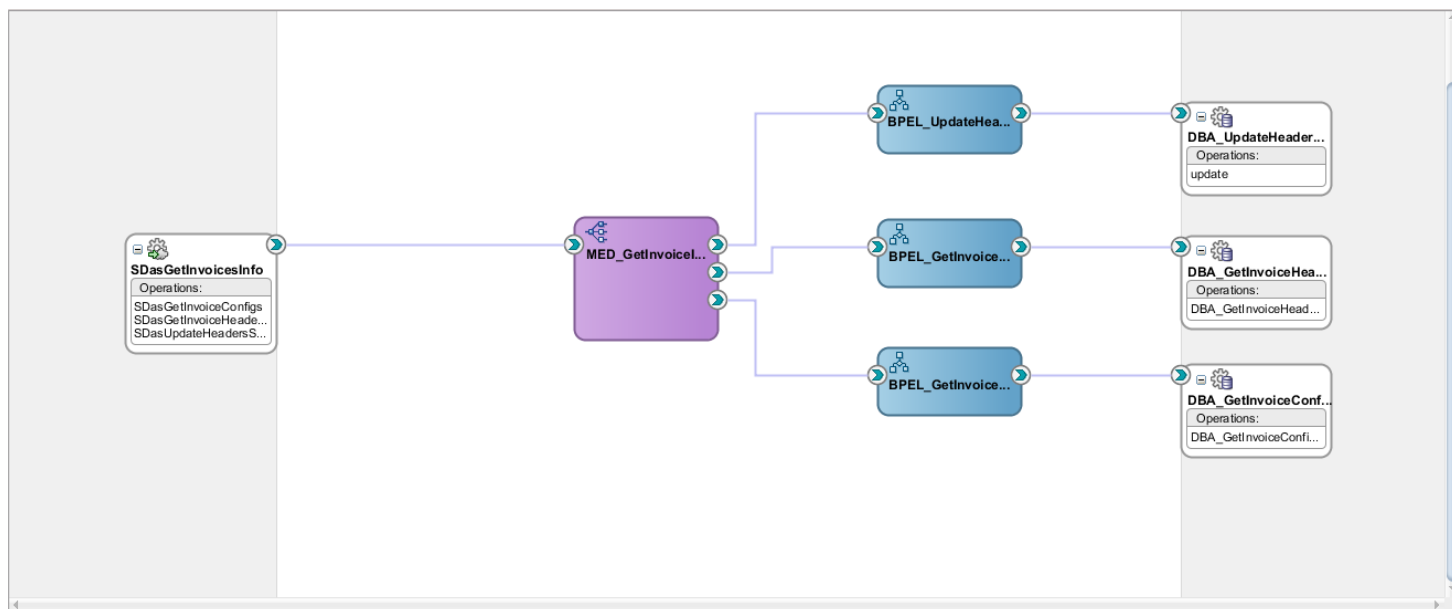 SDasGetInvoicesInfo
Operations:
SDasGetInvoiceConfigs
SDasGetInvoiceHeade...
SDasUpdateHeadersS...
MED_GetInvoiceI...
BPEL_UpdateHea...
BPEL_GetInvoice...
BPEL_GetInvoice...
DBA_UpdateHeader...
Operations:
update
DBA_GetInvoiceHea...
Operations:
DBA_GetInvoiceHead...
DBA_GetInvoiceConf...
Operations:
DBA_GetInvoiceConfi...